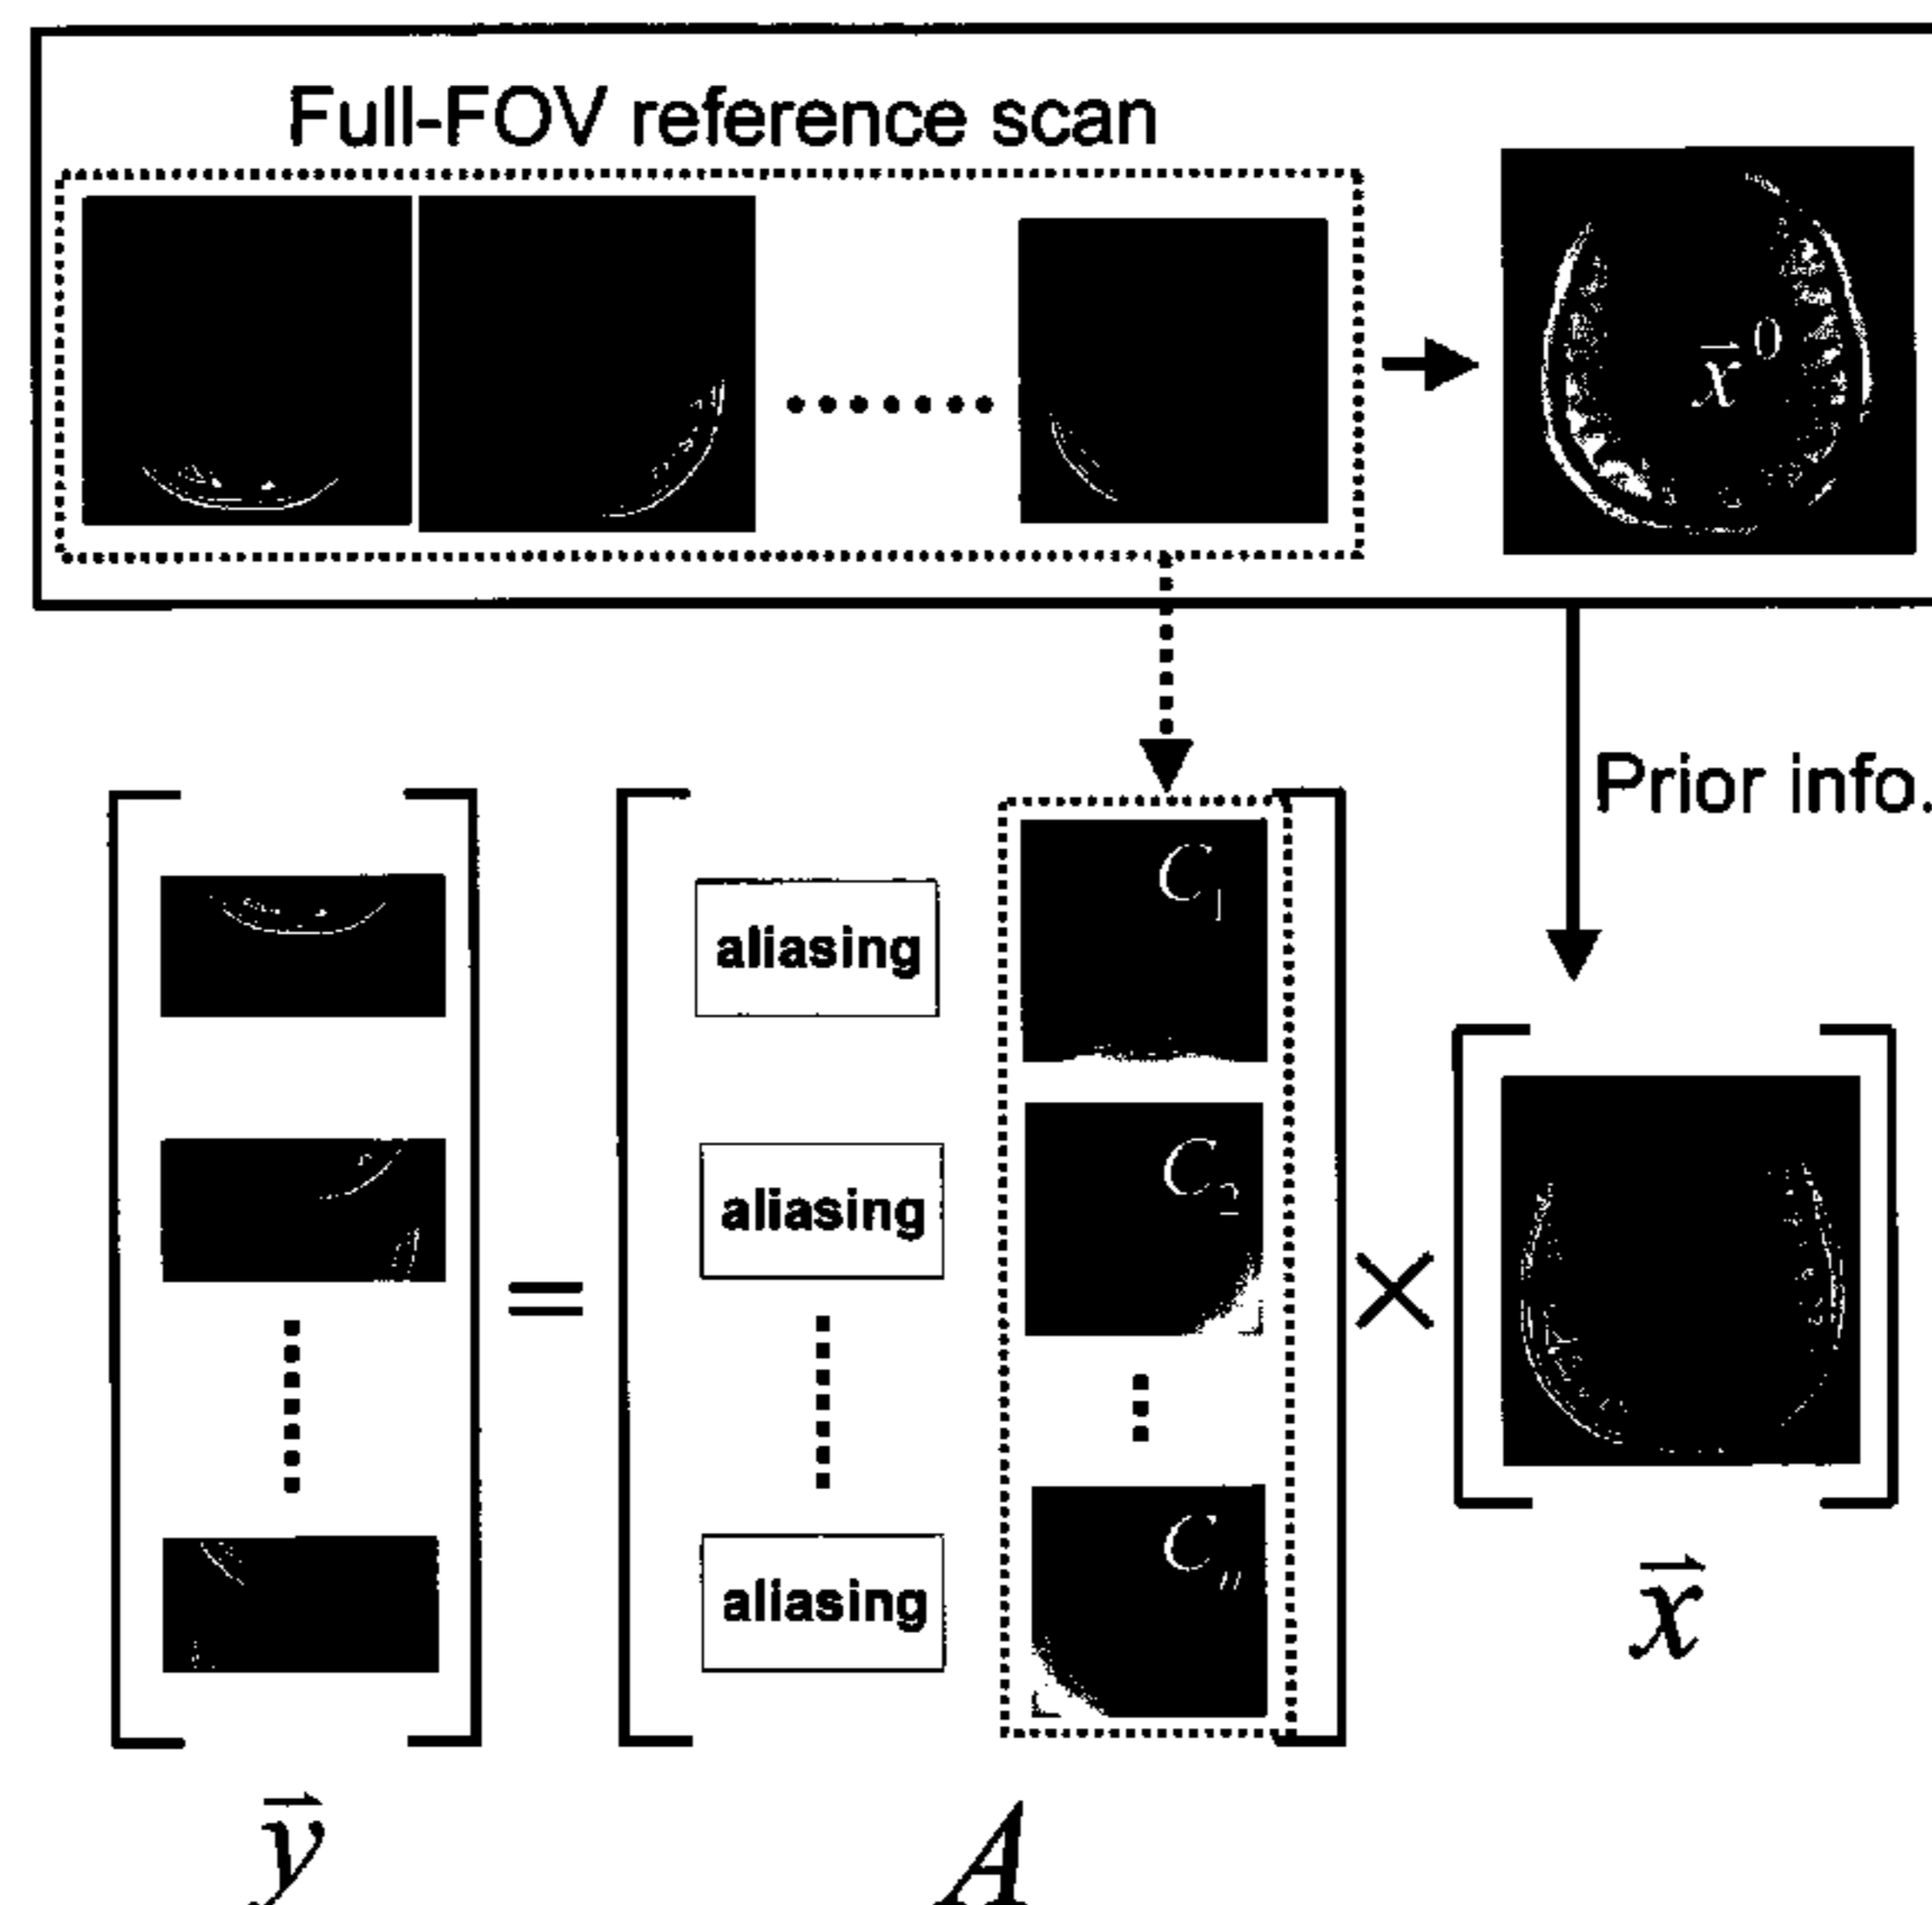 Full-FOV reference scan
x⃗⁰
Prior info.
C₁
aliasing
C₂
aliasing
=
×
Cₙ
aliasing
x⃗
y⃗
A